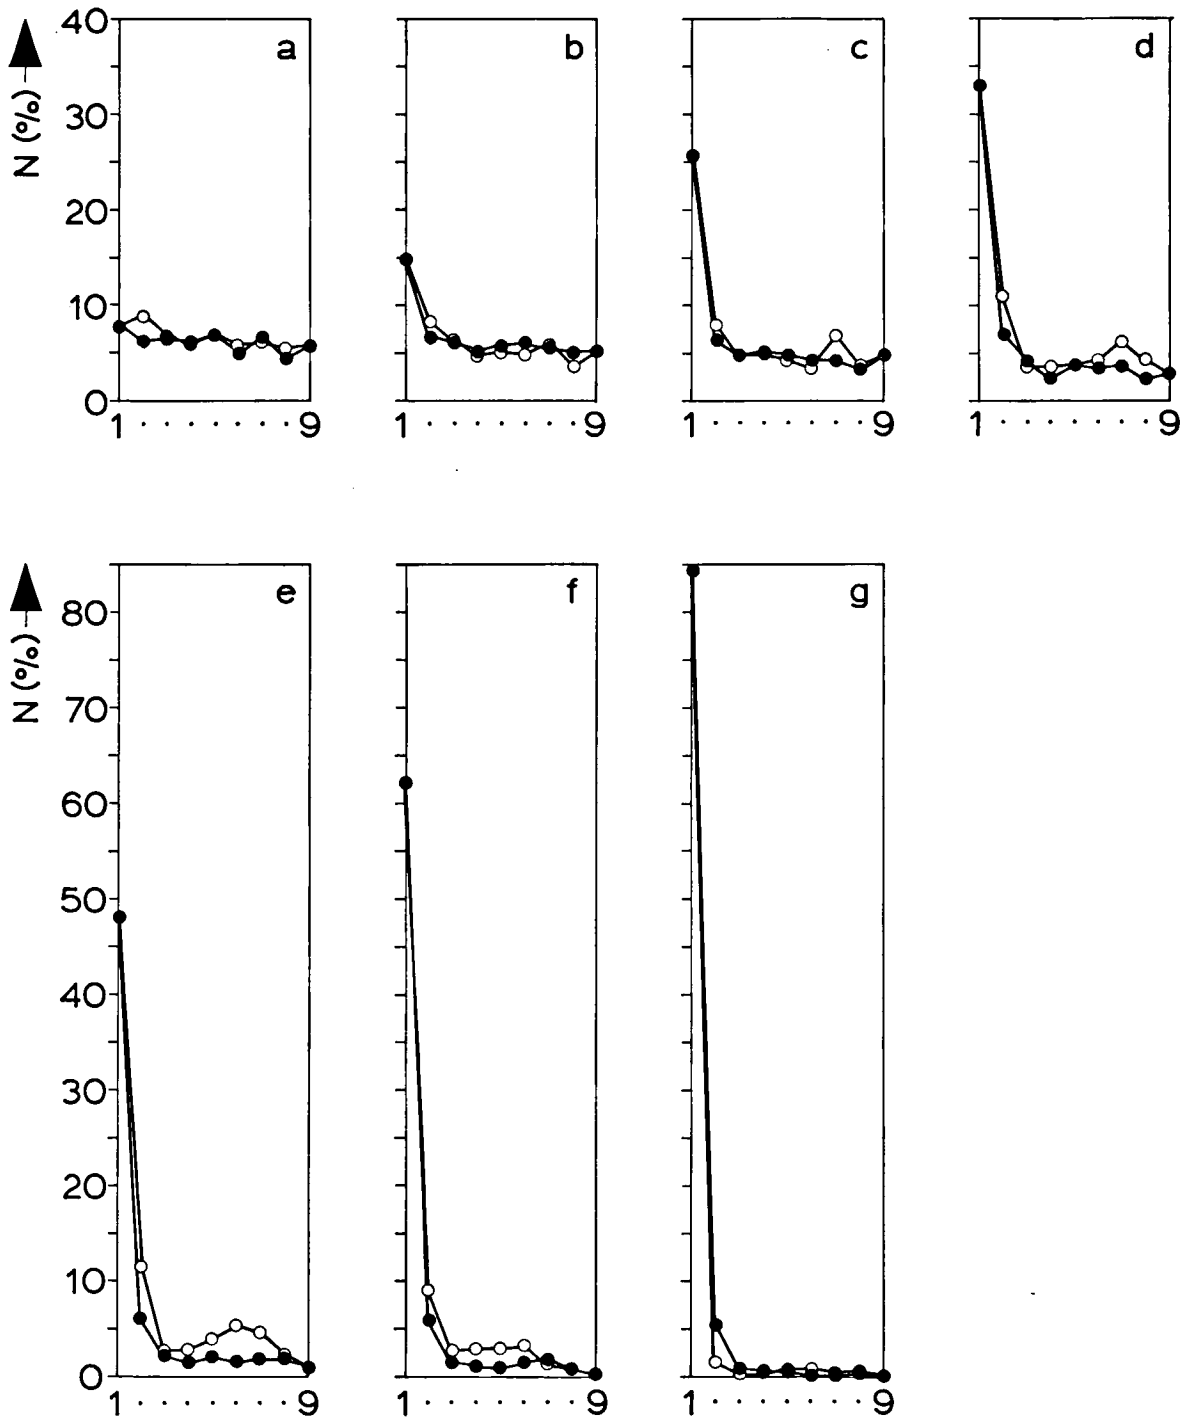 N (%)
40
30
20
10
0
a
b
c
d
1 . . . . . . . 9
1 . . . . . . . 9
1 . . . . . . . 9
1 . . . . . . . 9
N (%)
80
70
60
50
40
30
20
10
0
e
f
g
1 . . . . . . . 9
1 . . . . . . . 9
1 . . . . . . . 9